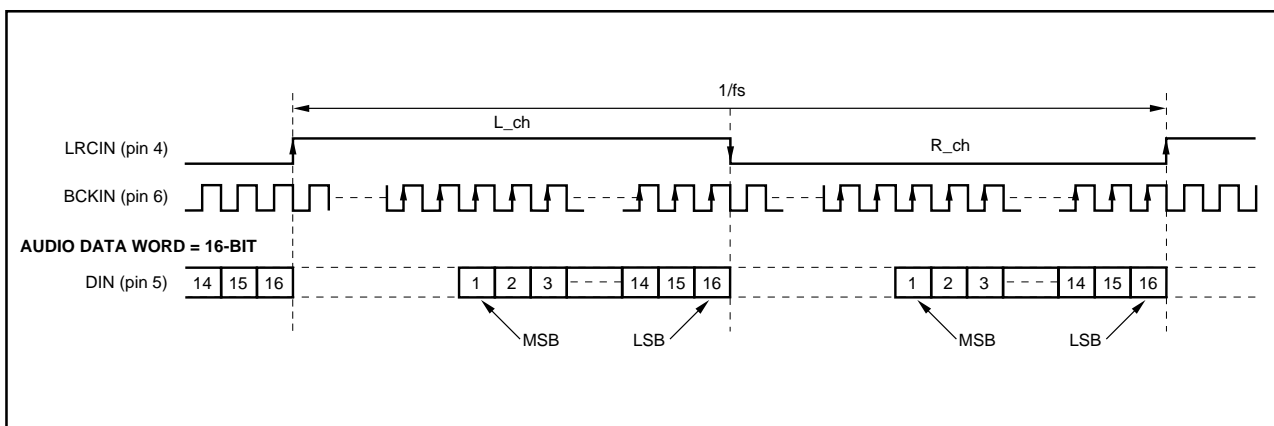 1/fs
L_ch
R_ch
LRCIN (pin 4)
BCKIN (pin 6)
AUDIO DATA WORD = 16-BIT
DIN (pin 5) 14 15 16 1 2 3 14 15 16 1 2 3 14 15 16
MSB LSB MSB LSB